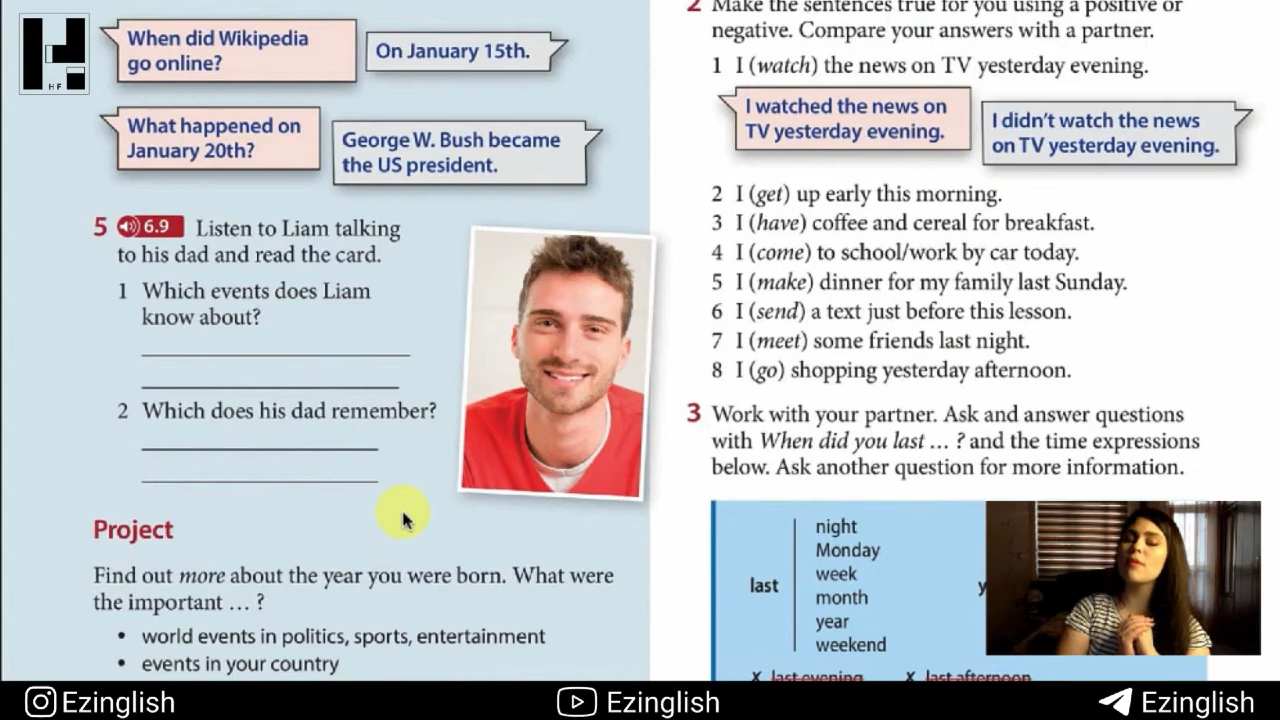 HF
When did Wikipedia
go online?
On January 15th.
What happened on
January 20th?
George W. Bush became
the US president.
5 6.9 Listen to Liam talking
to his dad and read the card.
1 Which events does Liam
know about?
2 Which does his dad remember?
Project
Find out more about the year you were born. What were
the important … ?
• world events in politics, sports, entertainment
• events in your country
2 Make the sentences true for you using a positive or
negative. Compare your answers with a partner.
1 I (watch) the news on TV yesterday evening.
I watched the news on
TV yesterday evening.
I didn't watch the news
on TV yesterday evening.
2 I (get) up early this morning.
3 I (have) coffee and cereal for breakfast.
4 I (come) to school/work by car today.
5 I (make) dinner for my family last Sunday.
6 I (send) a text just before this lesson.
7 I (meet) some friends last night.
8 I (go) shopping yesterday afternoon.
3 Work with your partner. Ask and answer questions
with When did you last … ? and the time expressions
below. Ask another question for more information.
last
night
Monday
week
month
year
weekend
y
X last evening X last afternoon
Ezinglish
Ezinglish
Ezinglish